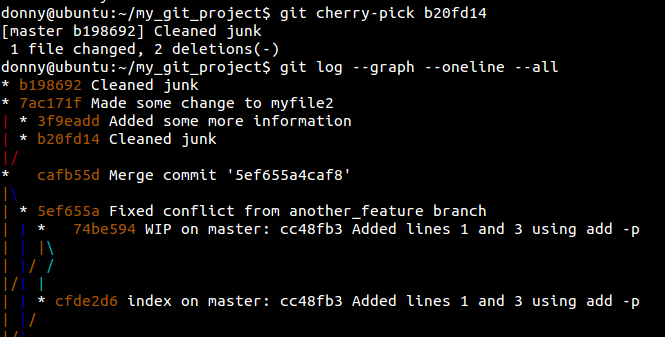 donny@ubuntu:~/my_git_project$ git cherry-pick b20fd14
[master b198692] Cleaned junk
 1 file changed, 2 deletions(-)
donny@ubuntu:~/my_git_project$ git log --graph --oneline --all
* b198692 Cleaned junk
* 7ac171f Made some change to myfile2
| * 3f9eadd Added some more information
| * b20fd14 Cleaned junk
|/
*   cafb55d Merge commit '5ef655a4caf8'
|\
| * 5ef655a Fixed conflict from another_feature branch
| | *   74be594 WIP on master: cc48fb3 Added lines 1 and 3 using add -p
| | |\
| |/ /
|/| |
| | * cfde2d6 index on master: cc48fb3 Added lines 1 and 3 using add -p
| |/
|/|